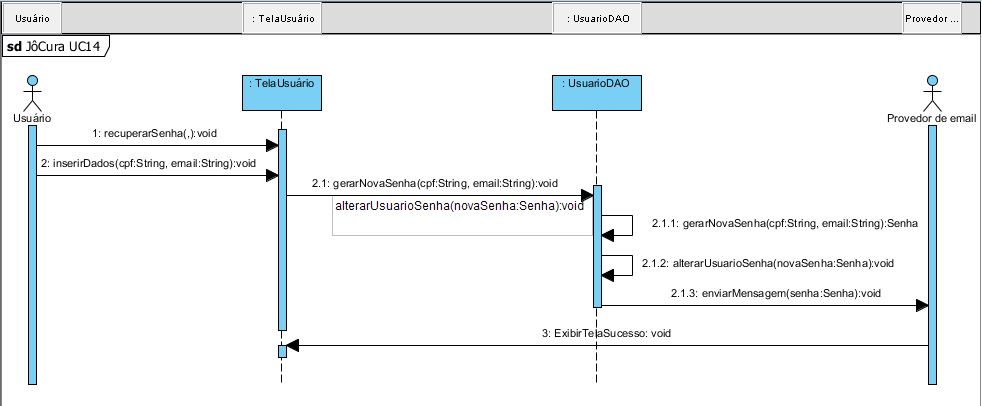 Usuário
: TelaUsuário
: UsuarioDAO
Provedor ...
sd JôCura UC14
: TelaUsuário
: UsuarioDAO
Usuário
Provedor de email
1: recuperarSenha(,):void
2: inserirDados(cpf:String, email:String):void
2.1: gerarNovaSenha(cpf:String, email:String):void
alterarUsuarioSenha(novaSenha:Senha):void
2.1.1: gerarNovaSenha(cpf:String, email:String):Senha
2.1.2: alterarUsuarioSenha(novaSenha:Senha):void
2.1.3: enviarMensagem(senha:Senha):void
3: ExibirTelaSucesso: void